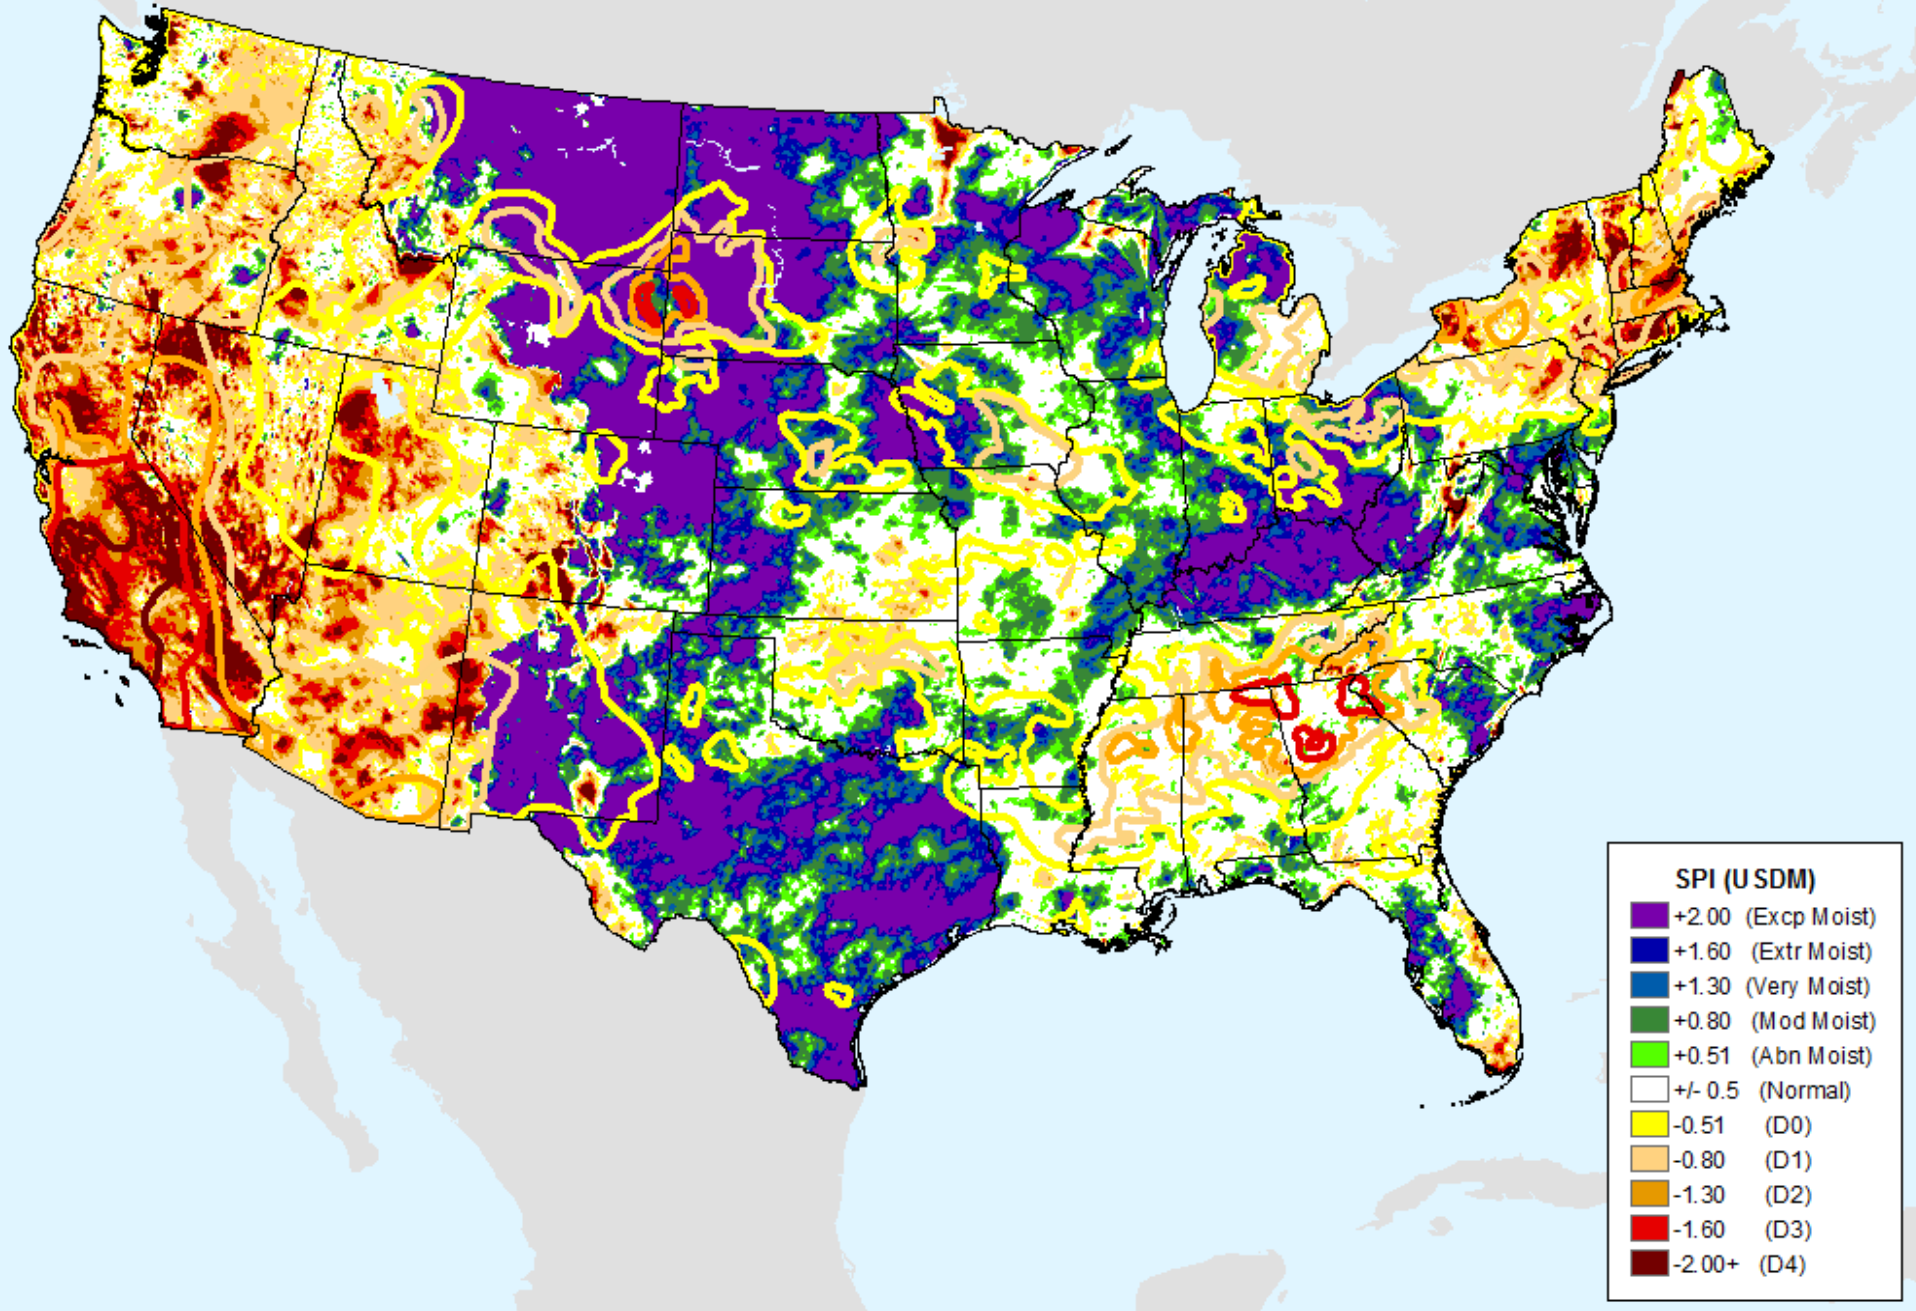 SPI (USDM)
+2.00 (Excp Moist)
+1.60 (Extr Moist)
+1.30 (Very Moist)
+0.80 (Mod Moist)
+0.51 (Abn Moist)
+/- 0.5 (Normal)
-0.51 (D0)
-0.80 (D1)
-1.30 (D2)
-1.60 (D3)
-2.00+ (D4)